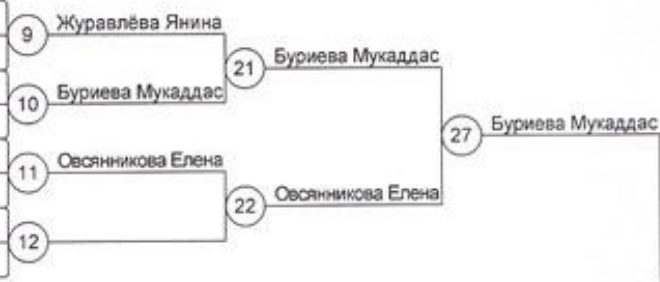 9 Журавлёва Янина
21 Буриева Мукаддас
10 Буриева Мукаддас
27 Буриева Мукаддас
11 Овсянникова Елена
22 Овсянникова Елена
12